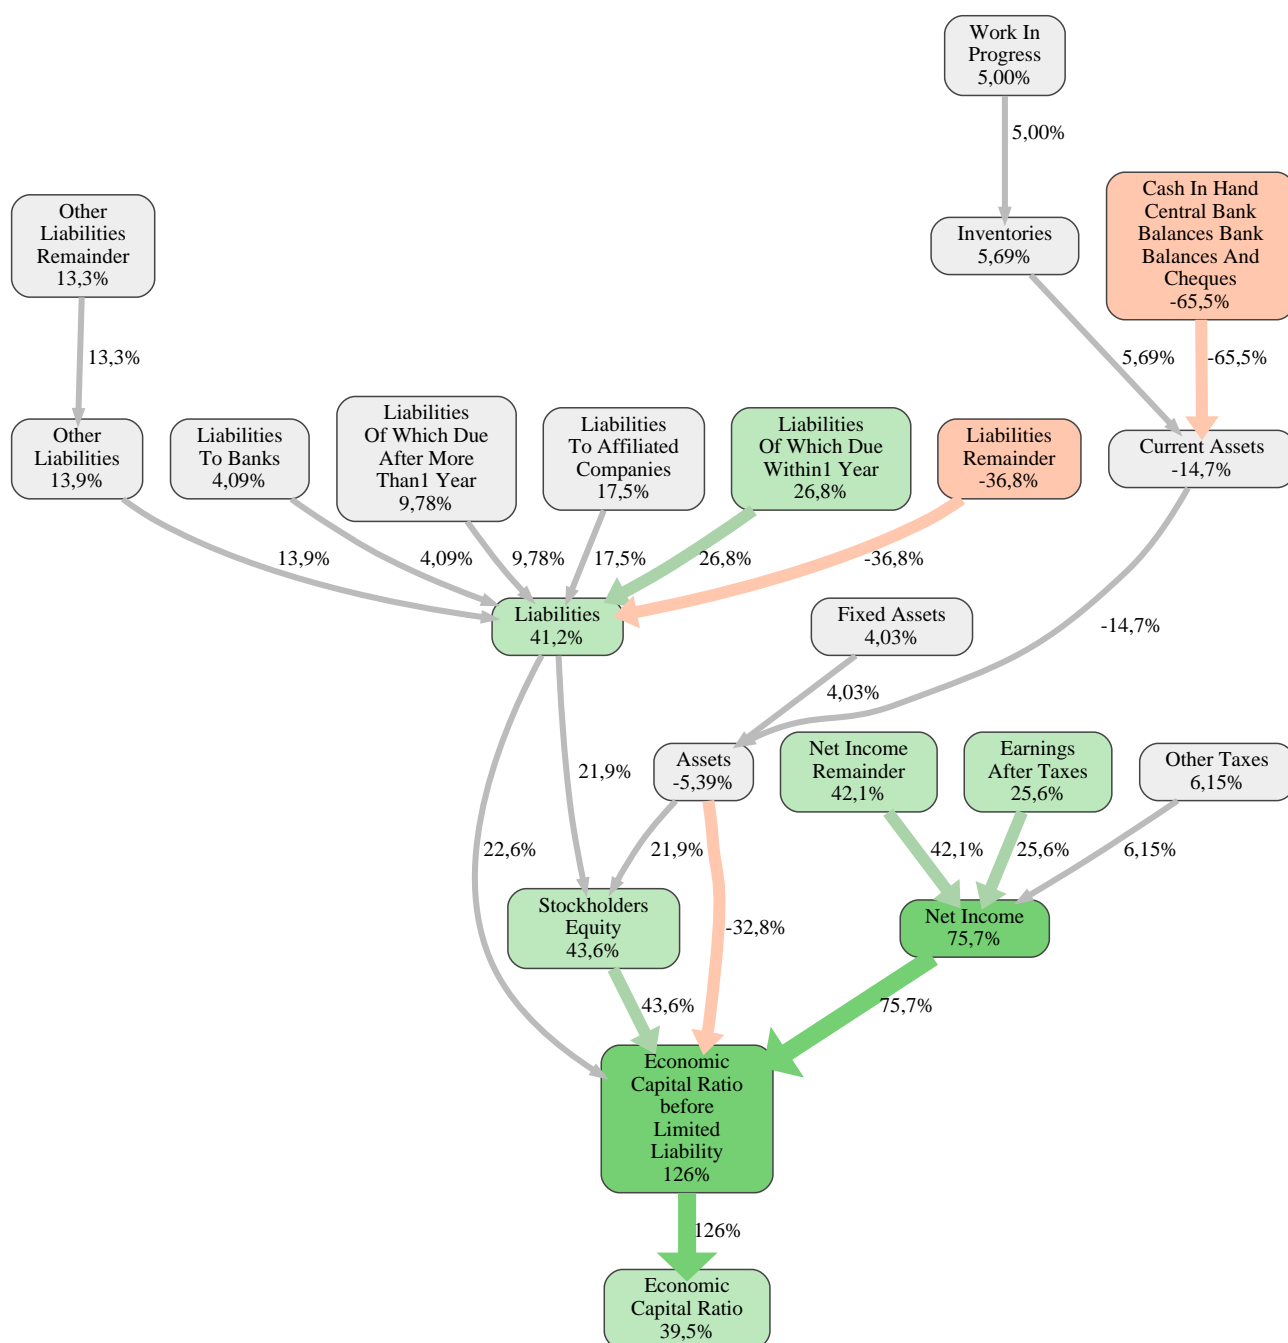 Work In
Progress
5,00%
5,00%
Other
Liabilities
Remainder
13,3%
Cash In Hand
Central Bank
Balances Bank
Balances And
Cheques
-65,5%
Inventories
5,69%
13,3%
5,69%
-65,5%
Other
Liabilities
13,9%
Liabilities
To Banks
4,09%
Liabilities
Of Which Due
After More
Than1 Year
9,78%
Liabilities
To Affiliated
Companies
17,5%
Liabilities
Of Which Due
Within1 Year
26,8%
Liabilities
Remainder
-36,8%
Current Assets
-14,7%
13,9%
4,09%
9,78%
17,5%
26,8%
-36,8%
Liabilities
41,2%
Fixed Assets
4,03%
-14,7%
4,03%
Assets
-5,39%
Net Income
Remainder
42,1%
Earnings
After Taxes
25,6%
Other Taxes
6,15%
21,9%
22,6%
21,9%
42,1%
25,6%
6,15%
Stockholders
Equity
43,6%
-32,8%
Net Income
75,7%
43,6%
75,7%
Economic
Capital Ratio
before
Limited
Liability
126%
126%
Economic
Capital Ratio
39,5%